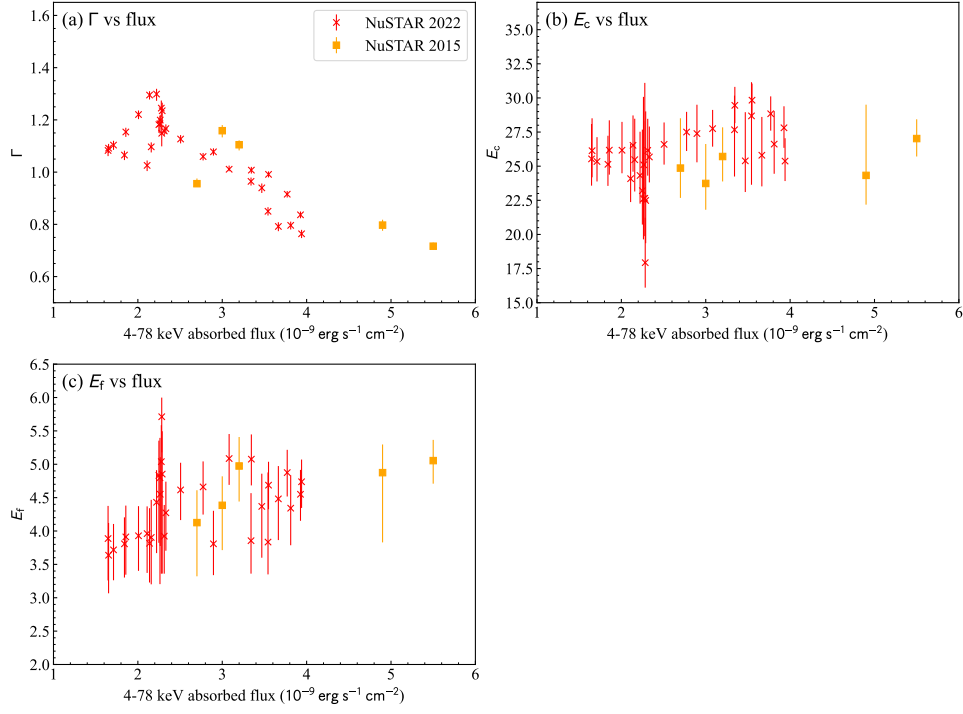 (a) Γ vs flux
NuSTAR 2022
NuSTAR 2015
1.6
1.4
1.2
1.0
0.8
0.6
Γ
1 2 3 4 5 6
4-78 keV absorbed flux (10⁻⁹ erg s⁻¹ cm⁻²)
(b) E_c vs flux
35.0
32.5
30.0
27.5
25.0
22.5
20.0
17.5
15.0
E_c
1 2 3 4 5 6
4-78 keV absorbed flux (10⁻⁹ erg s⁻¹ cm⁻²)
(c) E_f vs flux
6.5
6.0
5.5
5.0
4.5
4.0
3.5
3.0
2.5
2.0
E_f
1 2 3 4 5 6
4-78 keV absorbed flux (10⁻⁹ erg s⁻¹ cm⁻²)